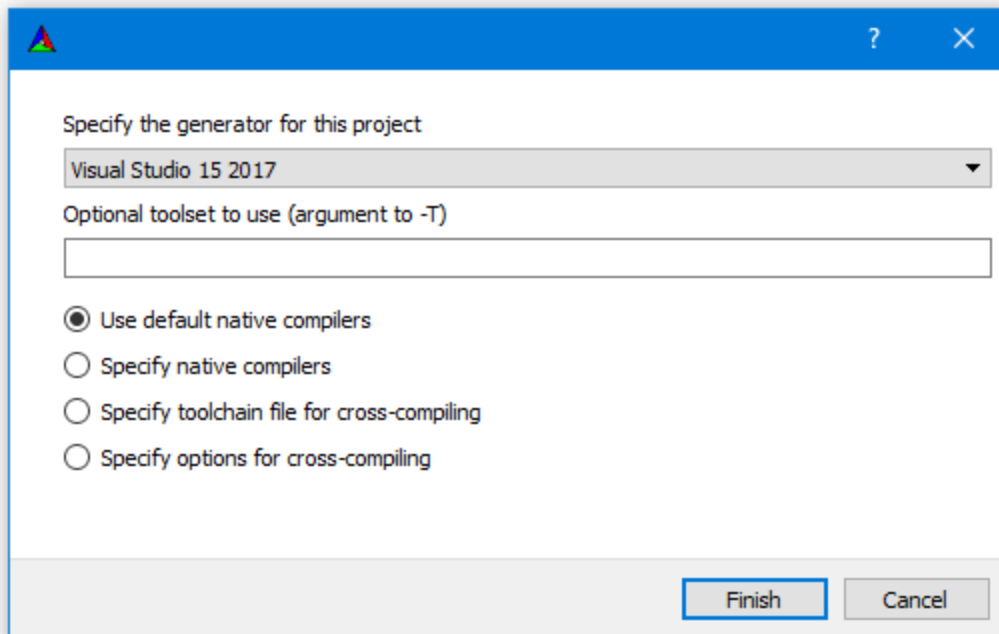 ?
Specify the generator for this project
Visual Studio 15 2017
Optional toolset to use (argument to -T)
Use default native compilers
Specify native compilers
Specify toolchain file for cross-compiling
Specify options for cross-compiling
Finish Cancel